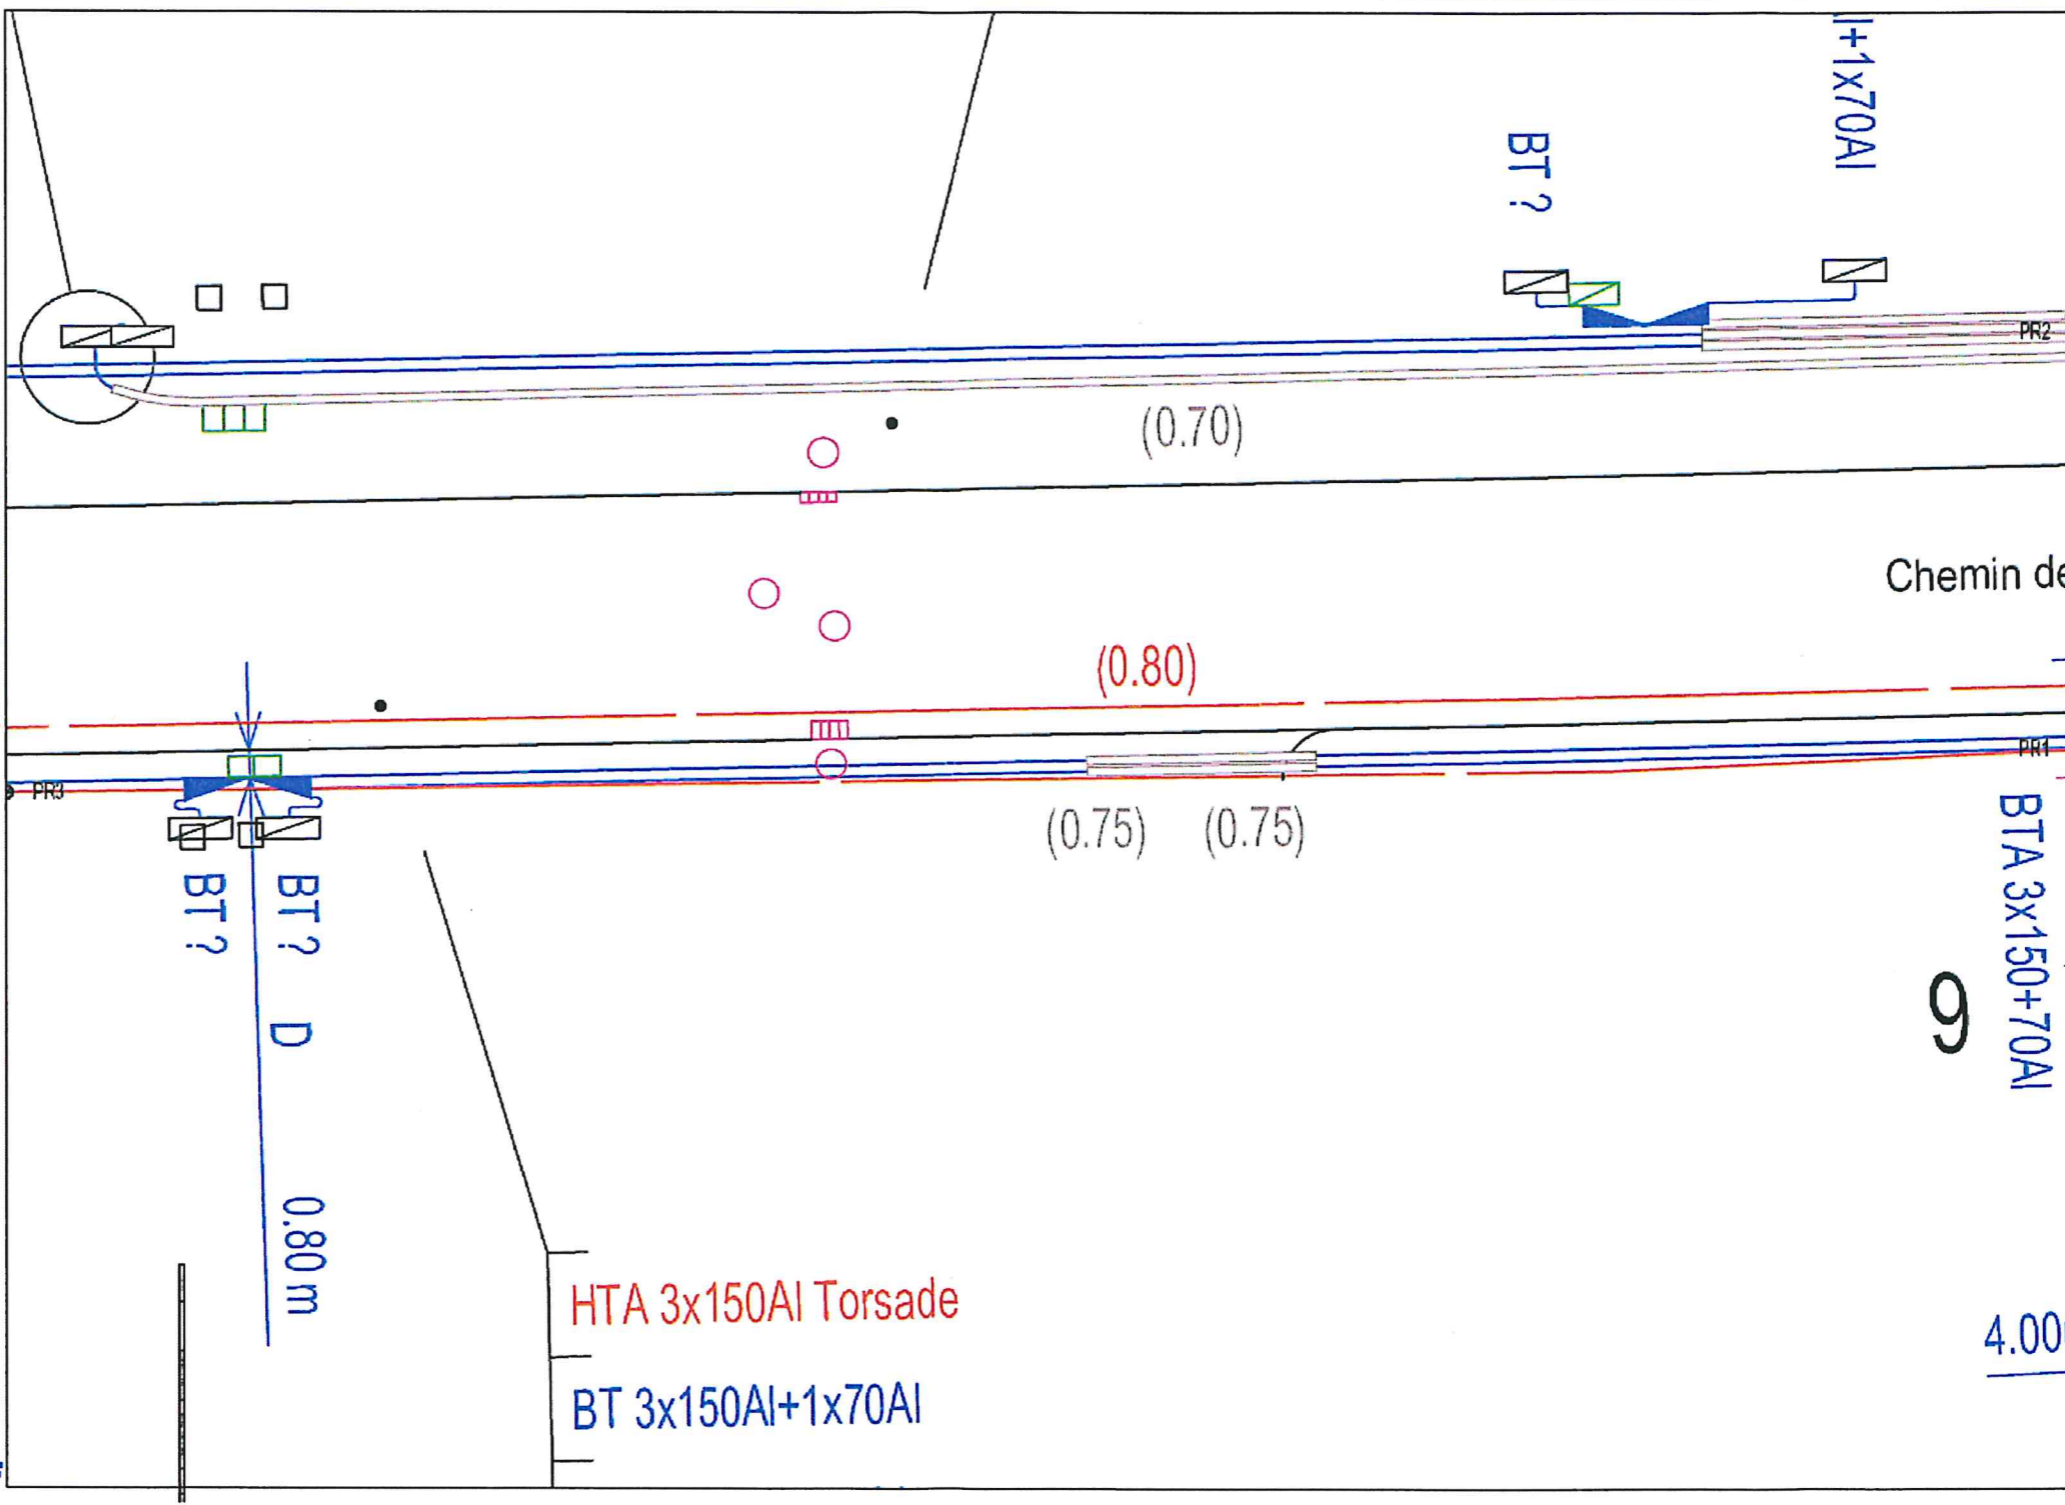 l+1x70Al
BT ?
PR2
(0.70)
Chemin de
(0.80)
PR1
PR3
(0.75)
(0.75)
BT ?
BT ?
BTA 3x150+70Al
9
D
0.80 m
HTA 3x150Al Torsade
4.00
BT 3x150Al+1x70Al